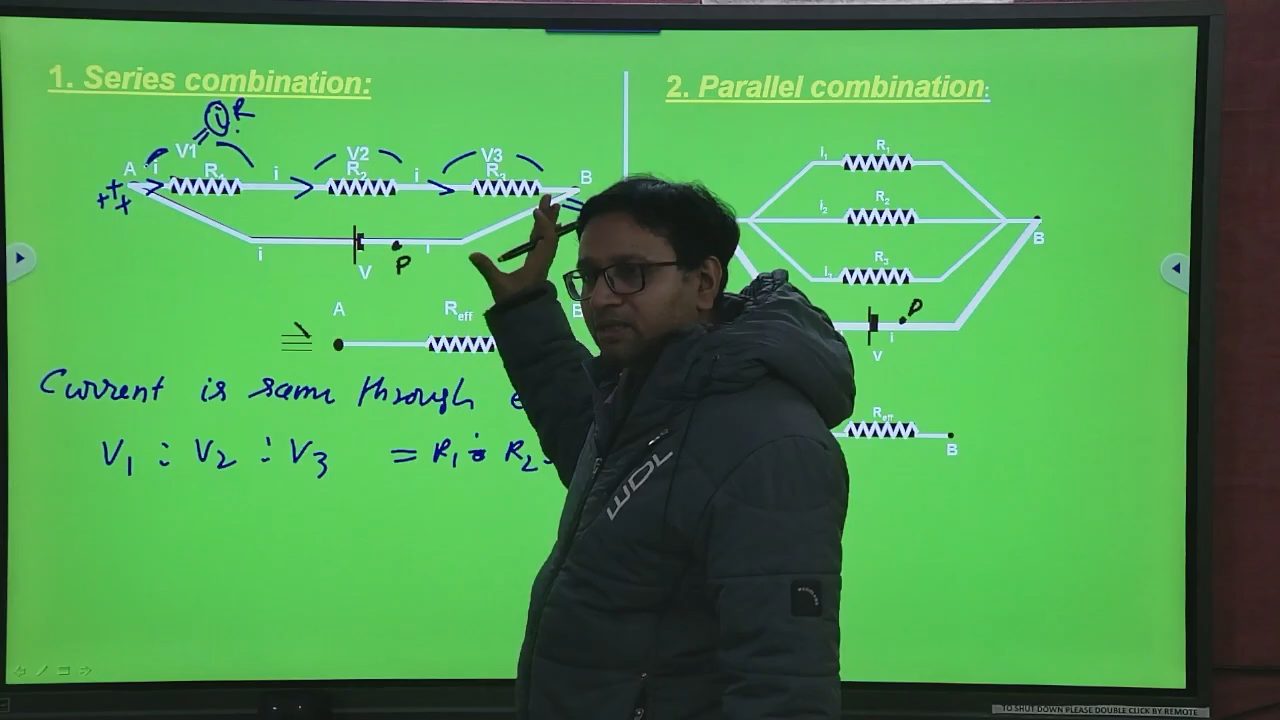 1. Series combination:
i R
V1 V2 V3
A i R1 i R2 i R3 B
+++
i V P i
A Reff B
Current is same through
V1 : V2 : V3 = R1 : R2 :
2. Parallel combination:
i1 R1
i2 R2
B
i3 R3
P
i
V
Reff
B
WDL
TO SHUT DOWN PLEASE DOUBLE CLICK BY REMOTE